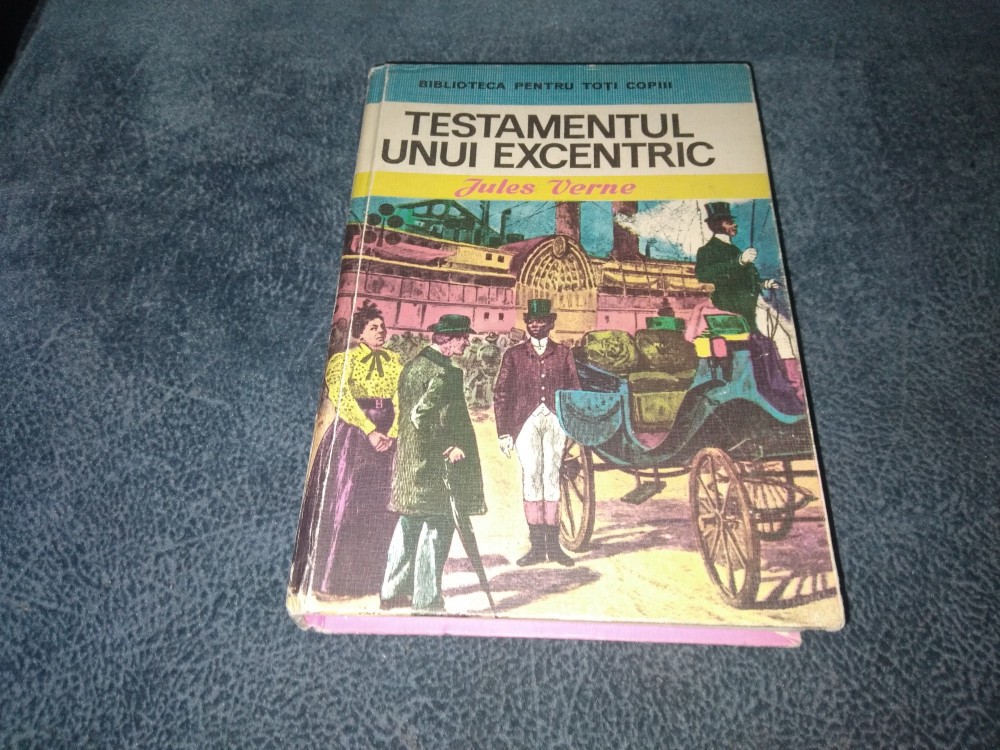 BIBLIOTECA PENTRU TOȚI COPIII
TESTAMENTUL
UNUI EXCENTRIC
Jules Verne